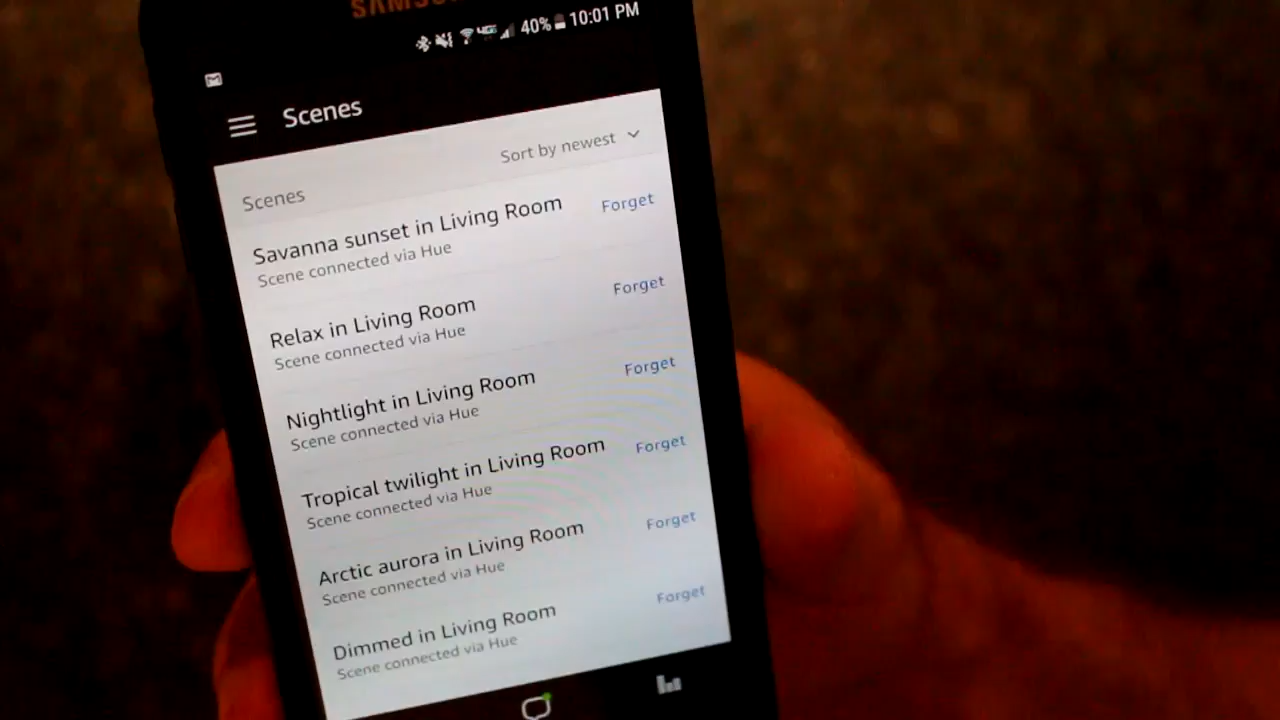 SAMSUNG
40% 10:01 PM
Scenes
Sort by newest
Scenes
Savanna sunset in Living Room
Forget
Scene connected via Hue
Relax in Living Room
Forget
Scene connected via Hue
Nightlight in Living Room
Forget
Scene connected via Hue
Tropical twilight in Living Room
Forget
Scene connected via Hue
Arctic aurora in Living Room
Forget
Scene connected via Hue
Dimmed in Living Room
Forget
Scene connected via Hue